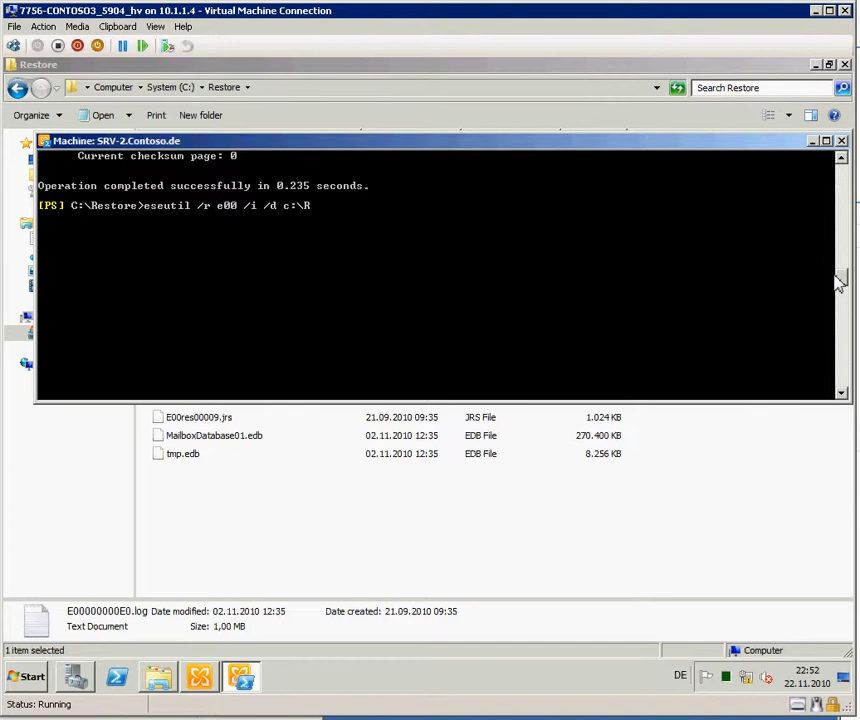 7756-CONTOSO3_5904_hv on 10.1.1.4 - Virtual Machine Connection
File Action Media Clipboard View Help
Restore
Computer System (C:) Restore
Search Restore
Organize Open Print New folder
Machine: SRV-2.Contoso.de
Current checksum page: 0
Operation completed successfully in 0.235 seconds.
[PS] C:\Restore>eseutil /r e00 /i /d c:\R
E00res00009.jrs 21.09.2010 09:35 JRS File 1.024 KB
MailboxDatabase01.edb 02.11.2010 12:35 EDB File 270.400 KB
tmp.edb 02.11.2010 12:35 EDB File 8.256 KB
E00000000E0.log Date modified: 02.11.2010 12:35 Date created: 21.09.2010 09:35
Text Document Size: 1,00 MB
1 item selected Computer
Start DE 22:52
22.11.2010
Status: Running